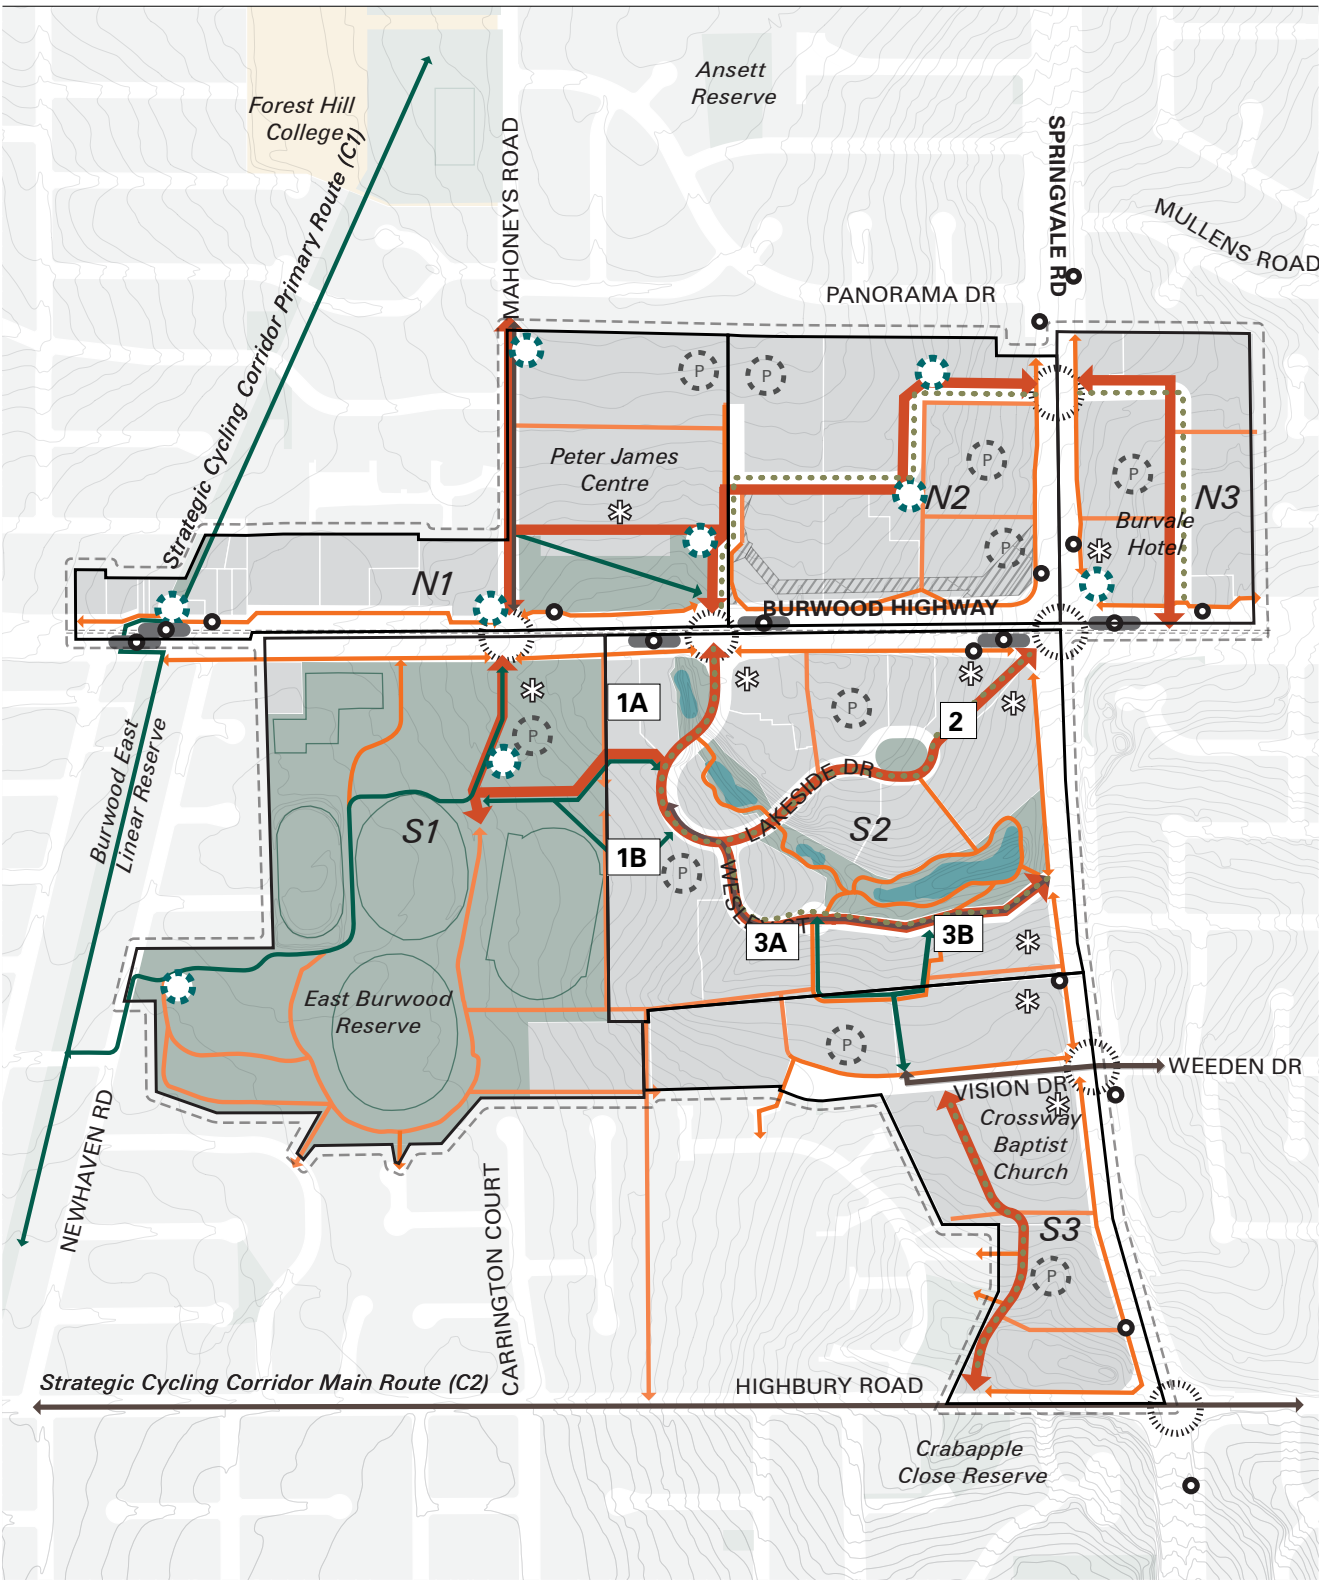 Ansett
Reserve
Forest Hill
College
Strategic Cycling Corridor Primary Route (C1)
MAHONEYS ROAD
SPRINGVALE RD
MULLENS ROAD
PANORAMA DR
P
P
Peter James
Centre
P
N2
P
N3
Burvale
Hotel
P
N1
BURWOOD HIGHWAY
1A
P
P
2
Burwood East
Linear Reserve
LAKESIDE DR
S1
S2
1B
P
3A
3B
East Burwood
Reserve
P
WEEDEN DR
VISION DR
Crossway
Baptist
Church
NEWHAVEN RD
CARRINGTON COURT
S3
P
Strategic Cycling Corridor Main Route (C2)
HIGHBURY ROAD
Crabapple
Close Reserve